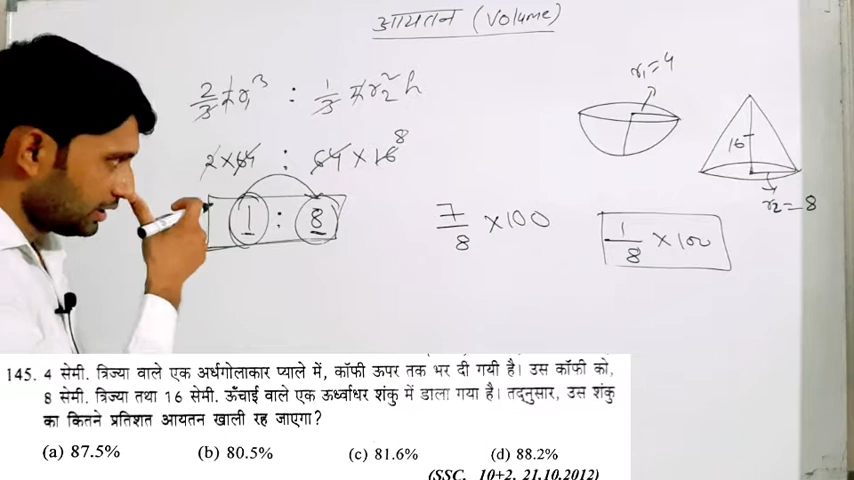 आयतन (Volume)
2/3 πr₁³ : 1/3 πr₂²h
2×64 : 64×16 8
1 : 8
7/8 ×100
1/8 ×100
r₁=4
16
r₂=8
145. 4 सेमी. त्रिज्या वाले एक अर्धगोलाकार प्याले में, कॉफी ऊपर तक भर दी गयी है। उस कॉफी को,
8 सेमी. त्रिज्या तथा 16 सेमी. ऊँचाई वाले एक ऊर्ध्वाधर शंकु में डाला गया है। तद्नुसार, उस शंकु
का कितने प्रतिशत आयतन खाली रह जाएगा?
(a) 87.5% (b) 80.5% (c) 81.6% (d) 88.2%
(SSC, 10+2, 21.10.2012)